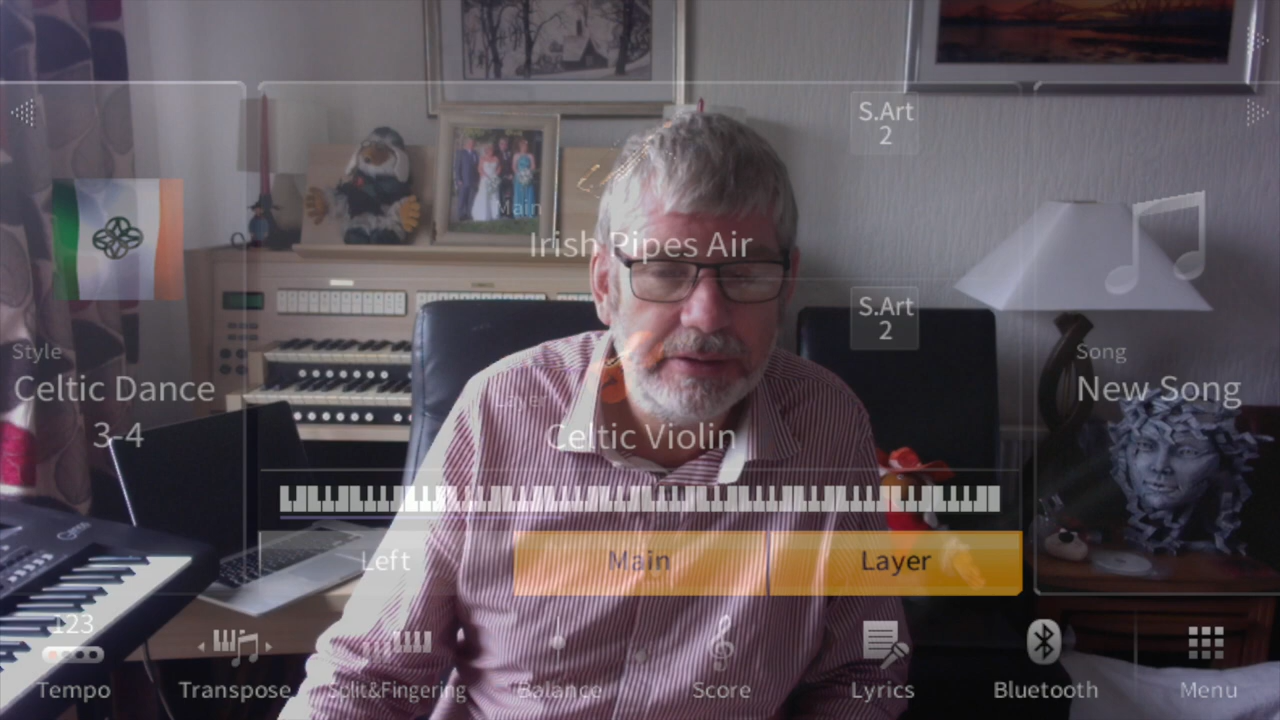 S.Art
2
Main
Irish Pipes Air
S.Art
2
Style
Celtic Dance
3-4
Layer
Celtic Violin
Song
New Song
Left
Main
Layer
123
Tempo
Transpose
Split&Fingering
Balance
Score
Lyrics
Bluetooth
Menu